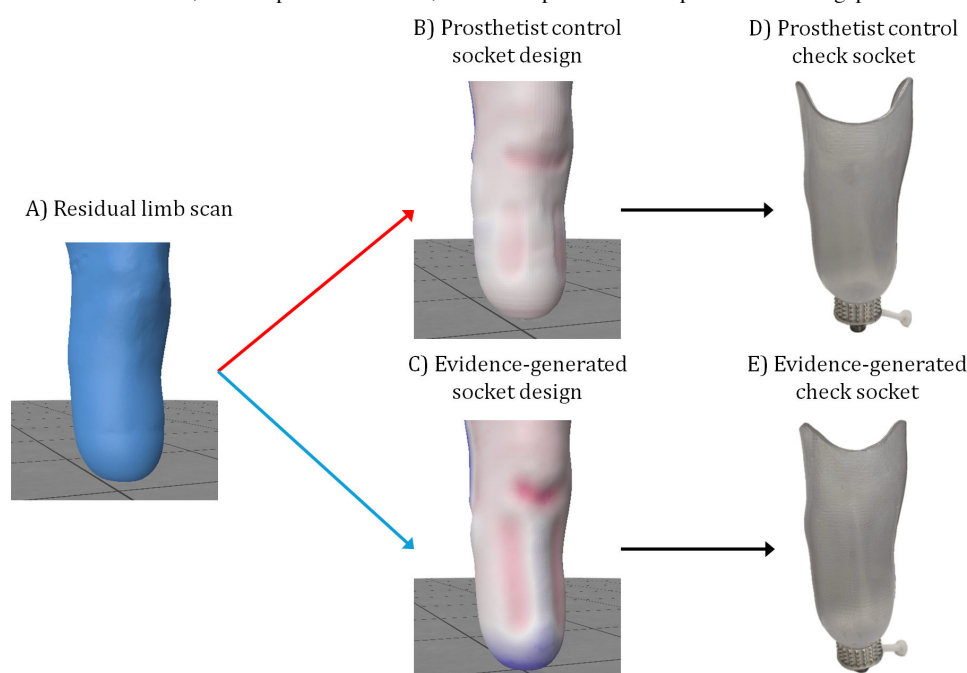 B) Prosthetist control
socket design
D) Prosthetist control
check socket
A) Residual limb scan
C) Evidence-generated
socket design
E) Evidence-generated
check socket